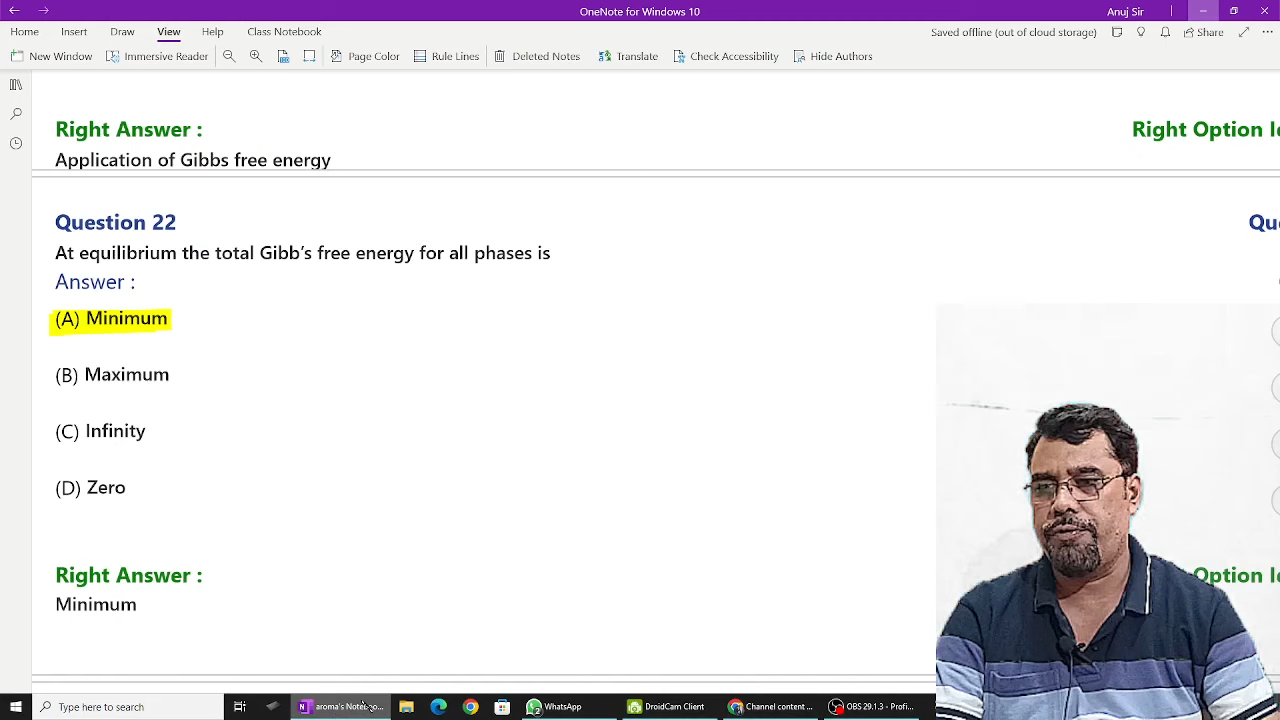 OneNote for Windows 10
Anuj Sir
Home Insert Draw View Help Class Notebook
Saved offline (out of cloud storage) Share
New Window Immersive Reader Page Color Rule Lines Deleted Notes Translate Check Accessibility Hide Authors
Right Answer : Right Option I
Application of Gibbs free energy
Question 22 Qu
At equilibrium the total Gibb's free energy for all phases is
Answer :
(A) Minimum
(B) Maximum
(C) Infinity
(D) Zero
Right Answer : Option I
Minimum
Type here to search aroma's Noteb... 2 WhatsApp DroidCam Client Channel content ... OBS 29.1.3 - Profi...